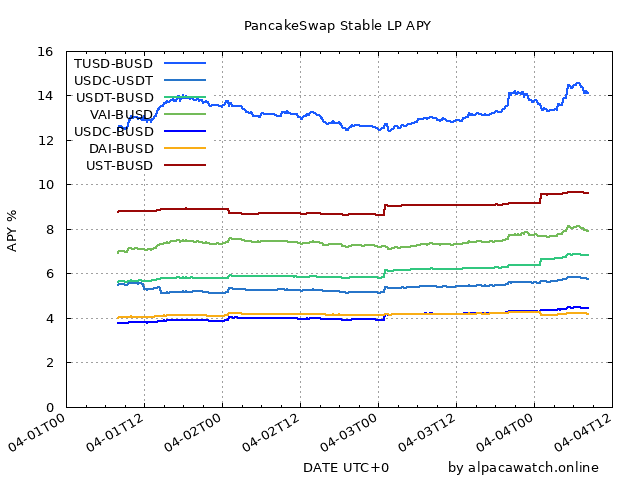 PancakeSwap Stable LP APY
16
14
12
10
8
6
4
2
0
APY %
TUSD-BUSD
USDC-USDT
USDT-BUSD
VAI-BUSD
USDC-BUSD
DAI-BUSD
UST-BUSD
04-01T00
04-01T12
04-02T00
04-02T12
04-03T00
04-03T12
04-04T00
04-04T12
DATE UTC+0
by alpacawatch.online